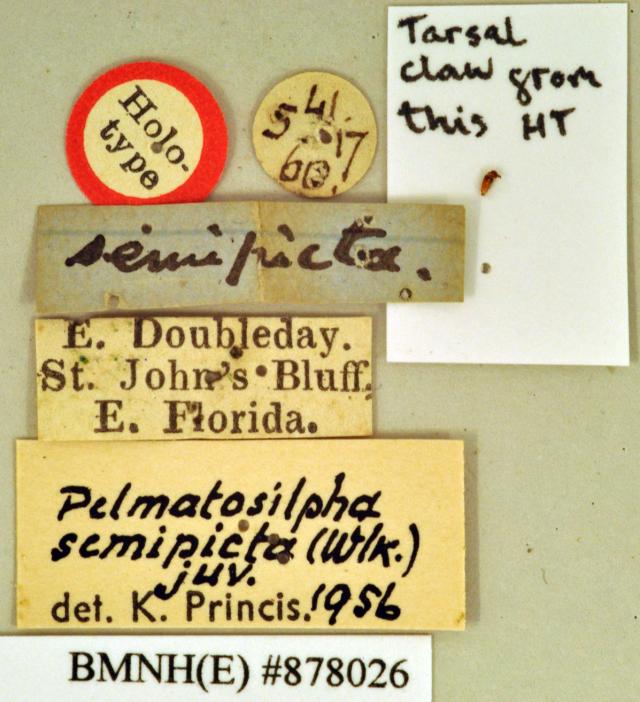 Holo-
type
5 41.
17
60.
Tarsal
claw from
this HT
semipicta.
E. Doubleday.
St. John's Bluff,
E. Florida.
Pelmatosilpha
semipicta (Wlk.)
juv.
det. K. Princis. 1956
BMNH(E) #878026